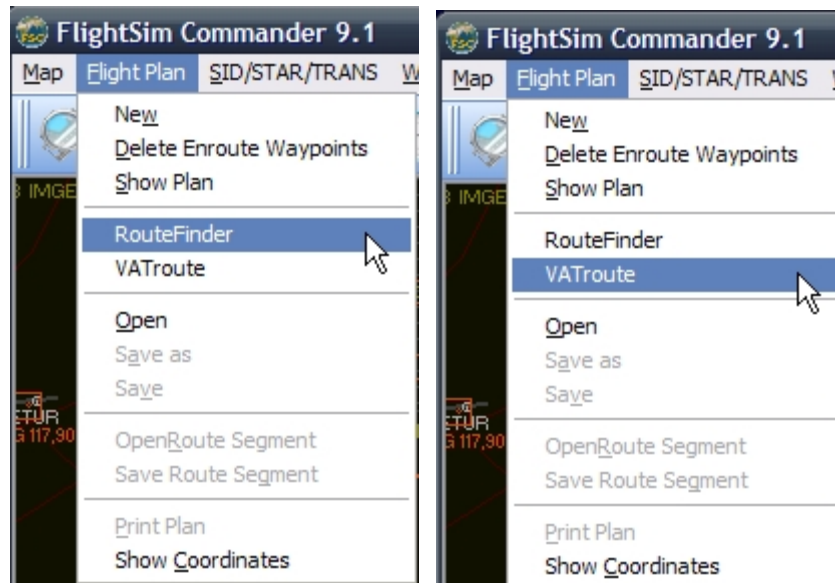 FlightSim Commander 9.1
Map Flight Plan SID/STAR/TRANS
New
Delete Enroute Waypoints
Show Plan
RouteFinder
VATroute
Open
Save as
Save
OpenRoute Segment
Save Route Segment
Print Plan
Show Coordinates
IMGE
ETUR
117,90
FlightSim Commander 9.1
Map Flight Plan SID/STAR/TRANS
New
Delete Enroute Waypoints
Show Plan
RouteFinder
VATroute
Open
Save as
Save
OpenRoute Segment
Save Route Segment
Print Plan
Show Coordinates
IMGE
ETUR
117,90